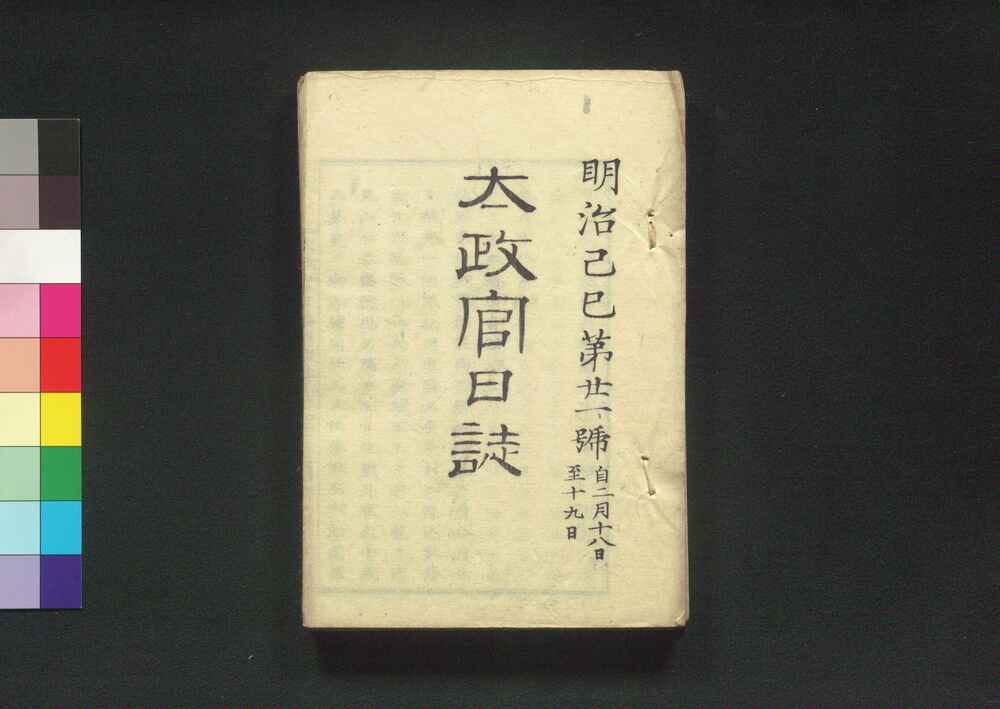 明治己巳第廿一號
自二月十八日
至十九日
太政官日誌